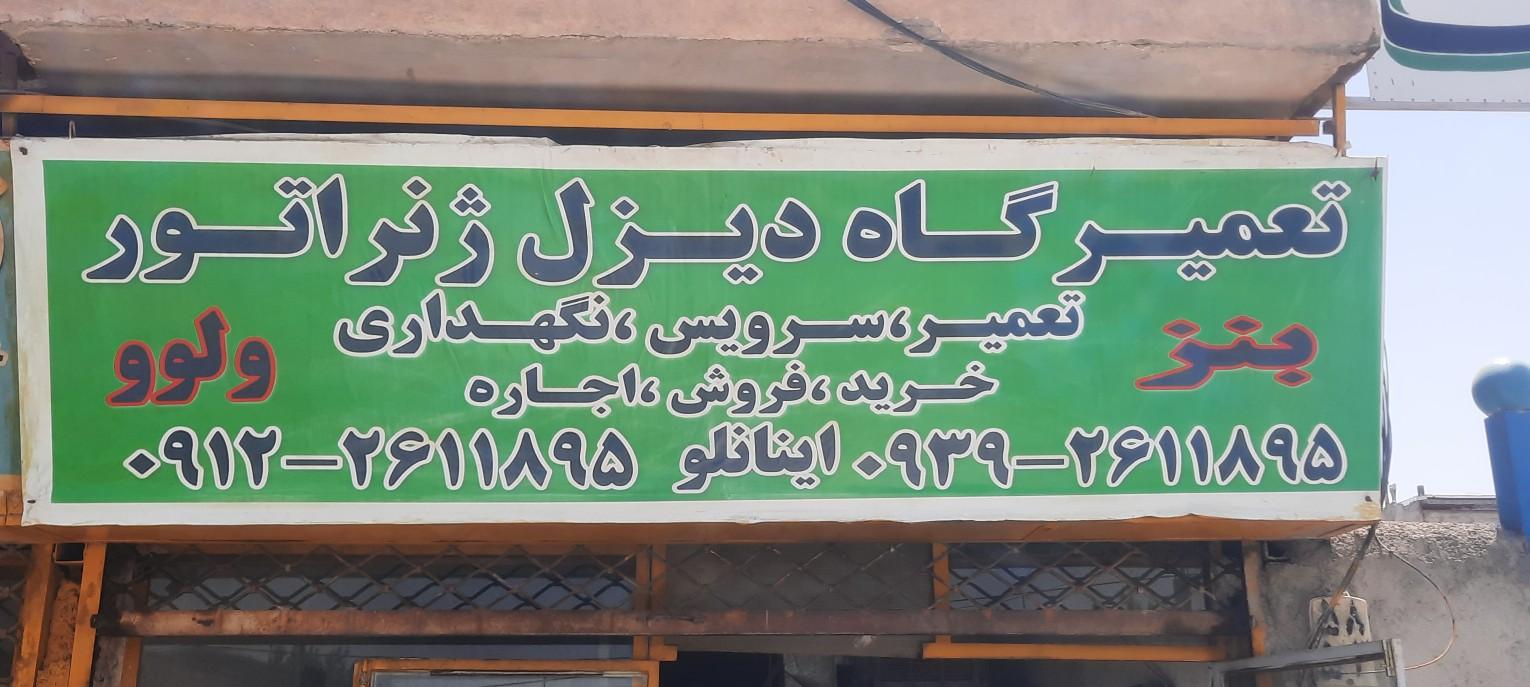 تعمیرگاه دیزل ژنراتور
تعمیر،سرویس ،نگهداری
بنز
ولوو
خرید،فروش ،اجاره
۰۹۳۹-۲۶۱۱۸۹۵ اینانلو ۰۹۱۲-۲۶۱۱۸۹۵